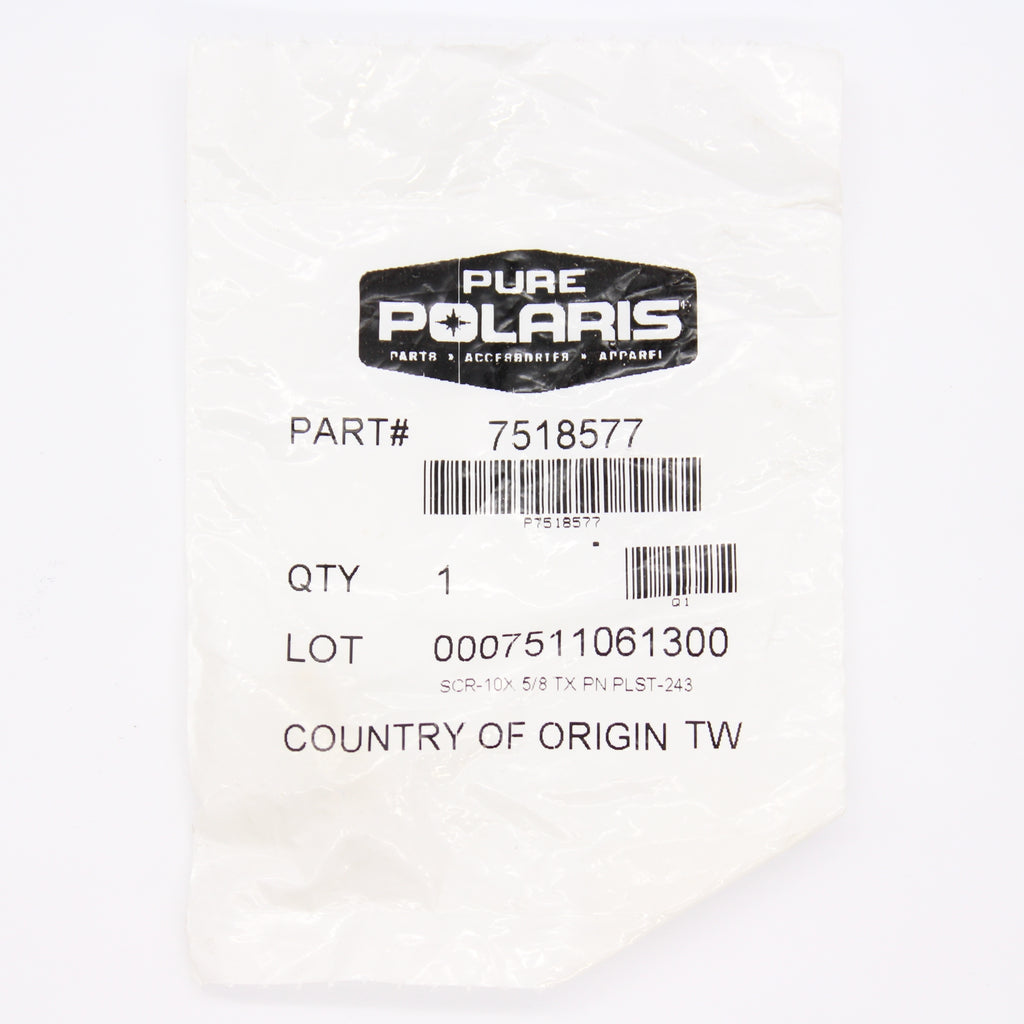 PURE
POLARIS
PARTS • ACCESSORIES • APPAREL
PART# 7518577
P7518577
QTY 1
Q1
LOT 0007511061300
SCR-10X 5/8 TX PN PLST-243
COUNTRY OF ORIGIN TW